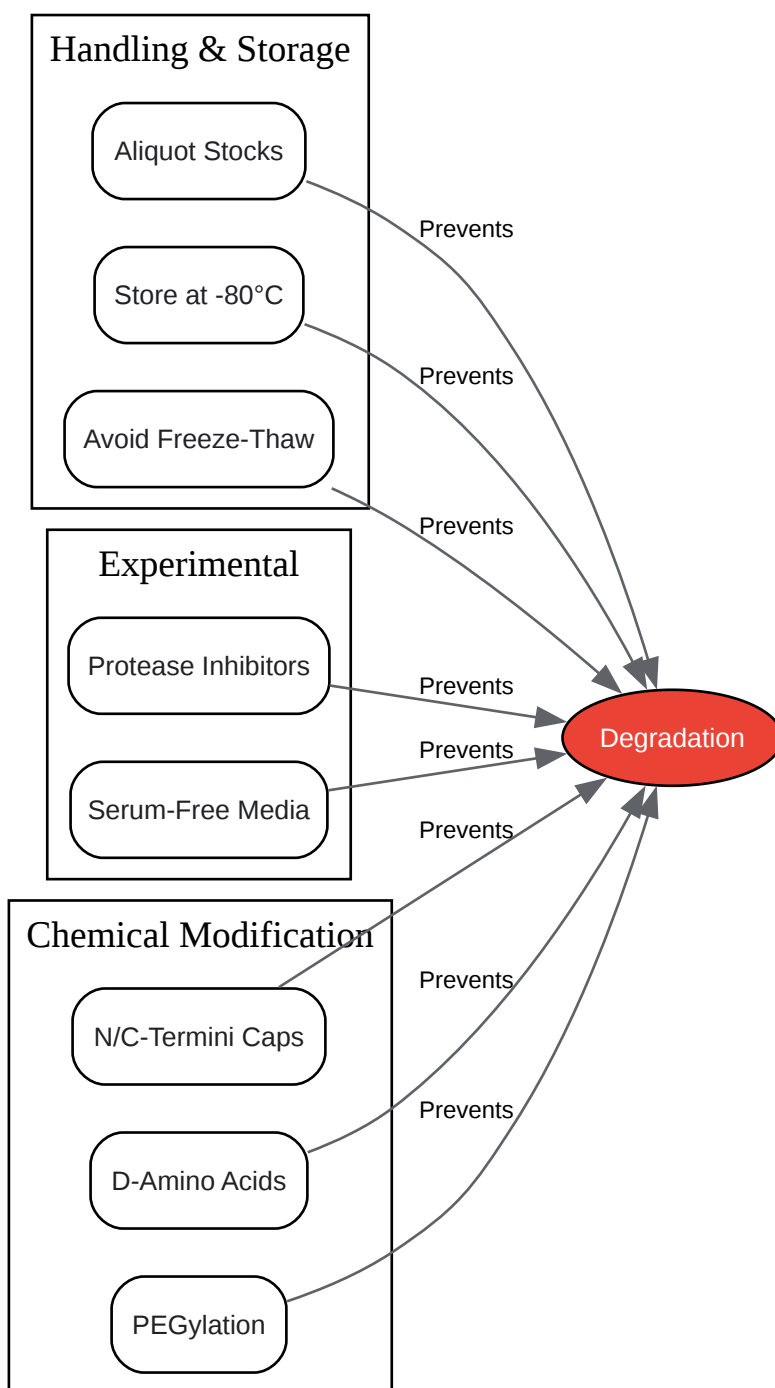 Handling & Storage
Aliquot Stocks
Prevents
Store at -80°C
Prevents
Avoid Freeze-Thaw
Prevents
Experimental
Protease Inhibitors
Prevents
Degradation
Serum-Free Media
Prevents
Prevents
Chemical Modification
N/C-Termini Caps
Prevents
D-Amino Acids
Prevents
PEGylation